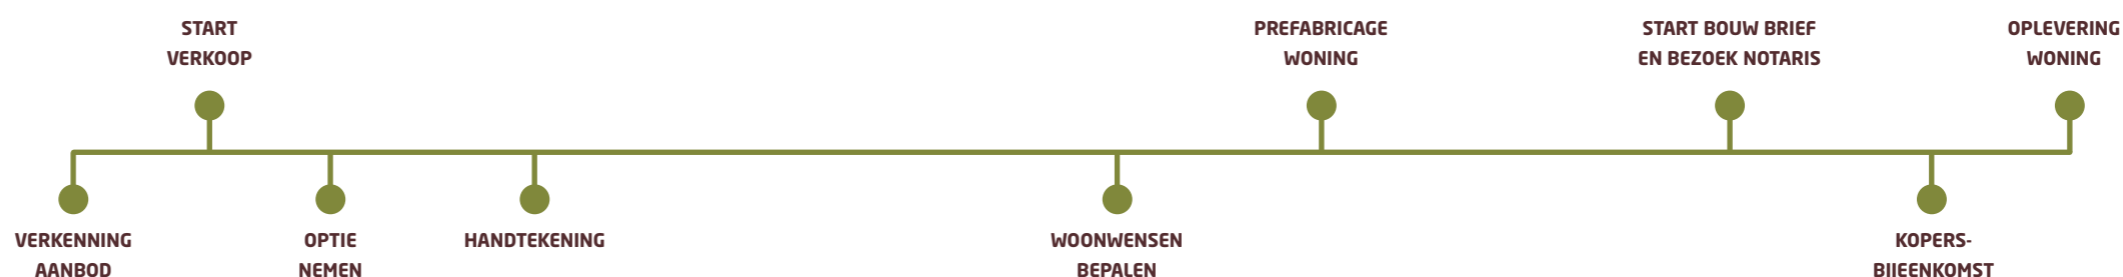 START
VERKOOP
PREFABRICAGE
WONING
START BOUW BRIEF
EN BEZOEK NOTARIS
OPLEVERING
WONING
VERKENNING
AANBOD
OPTIE
NEMEN
HANDTEKENING
WOONWENSEN
BEPALEN
KOPERS-
BIJEENKOMST